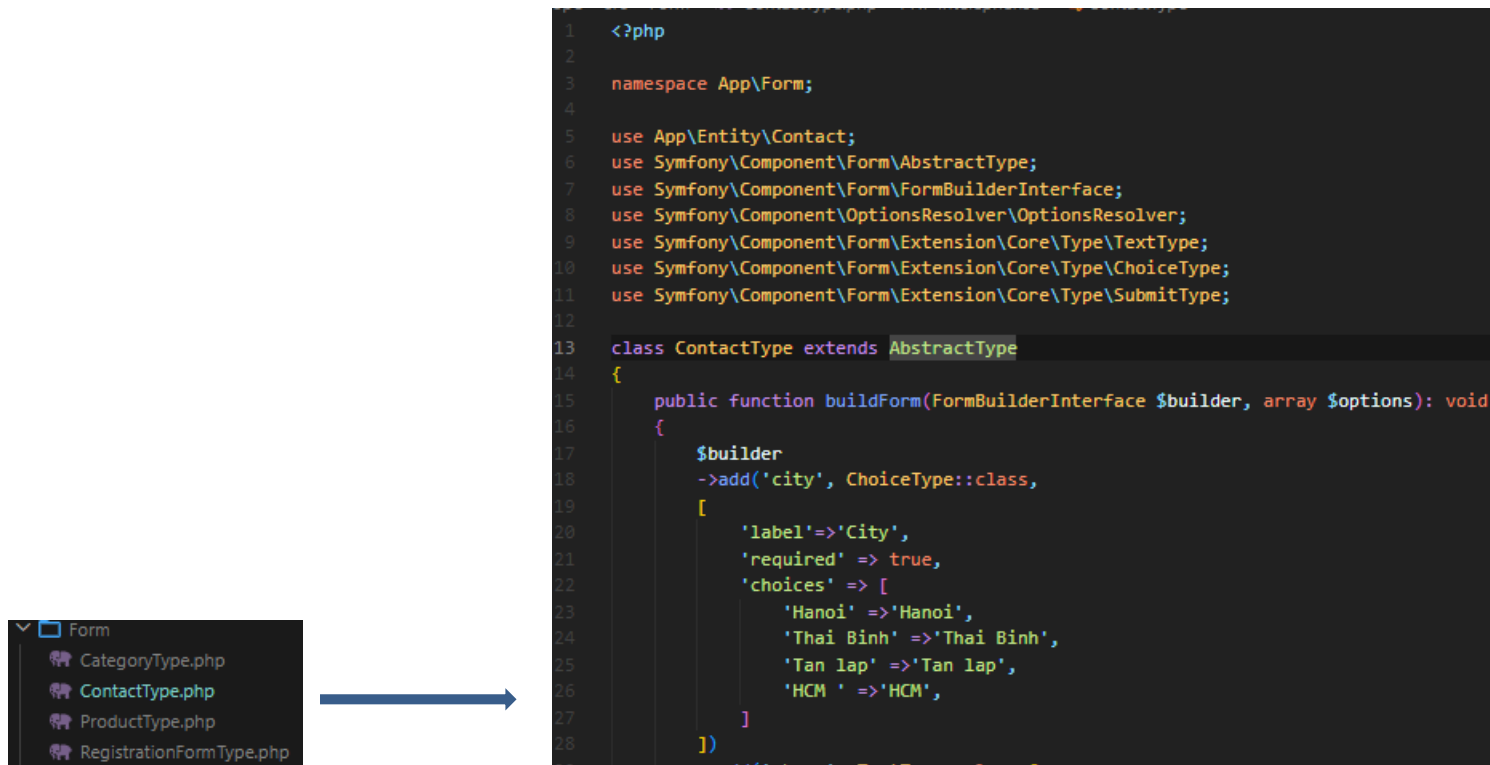 Form
CategoryType.php
ContactType.php
ProductType.php
RegistrationFormType.php
1 <?php
2
3 namespace App\Form;
4
5 use App\Entity\Contact;
6 use Symfony\Component\Form\AbstractType;
7 use Symfony\Component\Form\FormBuilderInterface;
8 use Symfony\Component\OptionsResolver\OptionsResolver;
9 use Symfony\Component\Form\Extension\Core\Type\TextType;
10 use Symfony\Component\Form\Extension\Core\Type\ChoiceType;
11 use Symfony\Component\Form\Extension\Core\Type\SubmitType;
12
13 class ContactType extends AbstractType
14 {
15     public function buildForm(FormBuilderInterface $builder, array $options): void
16     {
17         $builder
18         ->add('city', ChoiceType::class,
19         [
20             'label'=>'City',
21             'required' => true,
22             'choices' => [
23                 'Hanoi' =>'Hanoi',
24                 'Thai Binh' =>'Thai Binh',
25                 'Tan lap' =>'Tan lap',
26                 'HCM ' =>'HCM',
27             ]
28         ])